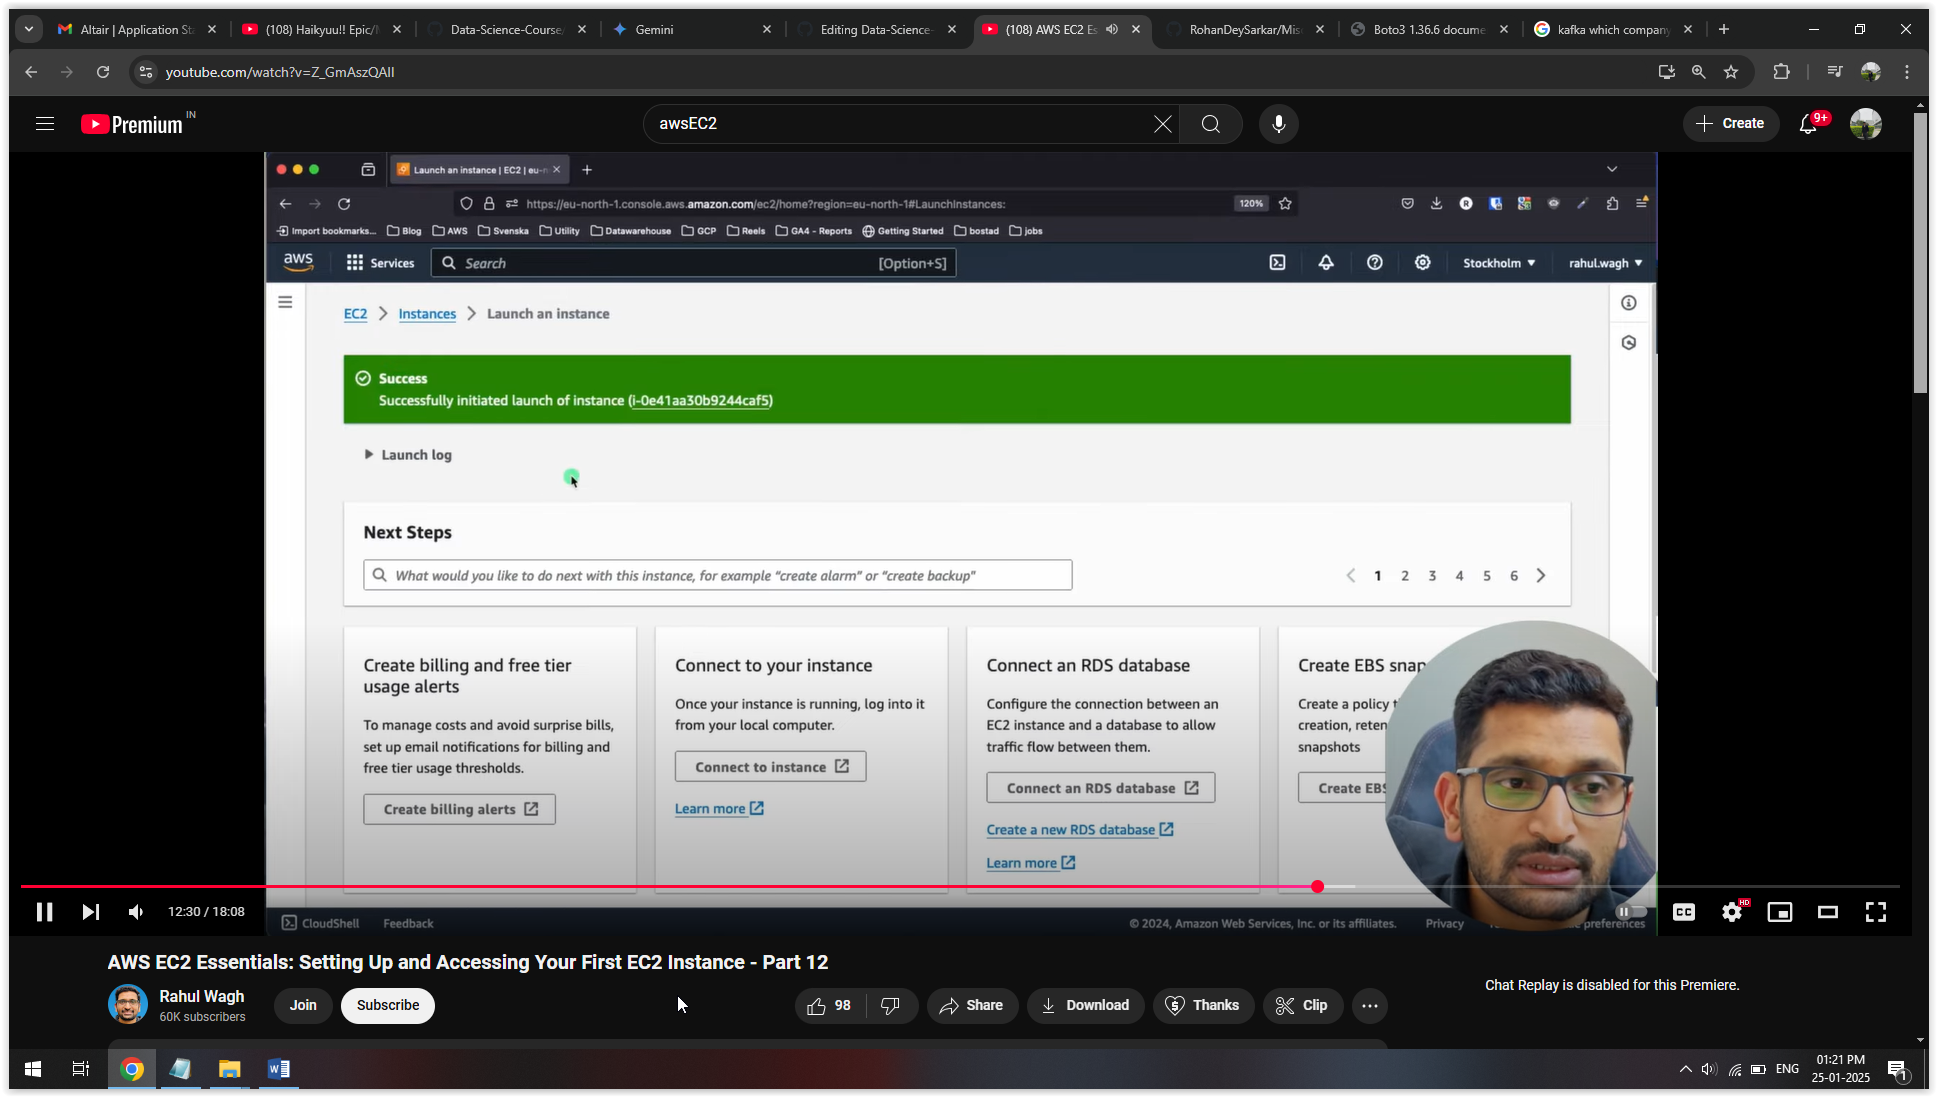 Altair | Application Sta
(108) Haikyuu!! Epic/
Data-Science-Course/
Gemini
Editing Data-Science-
(108) AWS EC2 Es
RohanDeySarkar/Mis
Boto3 1.36.6 docume
kafka which company
youtube.com/watch?v=Z_GmAszQAII
Premium IN
awsEC2
Create
9+
Launch an instance | EC2 | eu-n
https://eu-north-1.console.aws.amazon.com/ec2/home?region=eu-north-1#LaunchInstances:
120%
Import bookmarks... Blog AWS Svenska Utility Datawarehouse GCP Reels GA4 - Reports Getting Started bostad jobs
aws Services Search [Option+S] Stockholm rahul.wagh
EC2 Instances Launch an instance
Success
Successfully initiated launch of instance (i-0e41aa30b9244caf5)
Launch log
Next Steps
What would you like to do next with this instance, for example "create alarm" or "create backup"
1 2 3 4 5 6
Create billing and free tier
usage alerts
To manage costs and avoid surprise bills,
set up email notifications for billing and
free tier usage thresholds.
Create billing alerts
Connect to your instance
Once your instance is running, log into it
from your local computer.
Connect to instance
Learn more
Connect an RDS database
Configure the connection between an
EC2 instance and a database to allow
traffic flow between them.
Connect an RDS database
Create a new RDS database
Learn more
Create EBS snap
Create a policy t
creation, reten
snapshots
Create EBS
12:30 / 18:08
CC
HD
CloudShell Feedback © 2024, Amazon Web Services, Inc. or its affiliates. Privacy preferences
AWS EC2 Essentials: Setting Up and Accessing Your First EC2 Instance - Part 12
Rahul Wagh
60K subscribers
Join
Subscribe
98
Share
Download
Thanks
Clip
Chat Replay is disabled for this Premiere.
W
ENG
01:21 PM
25-01-2025
1